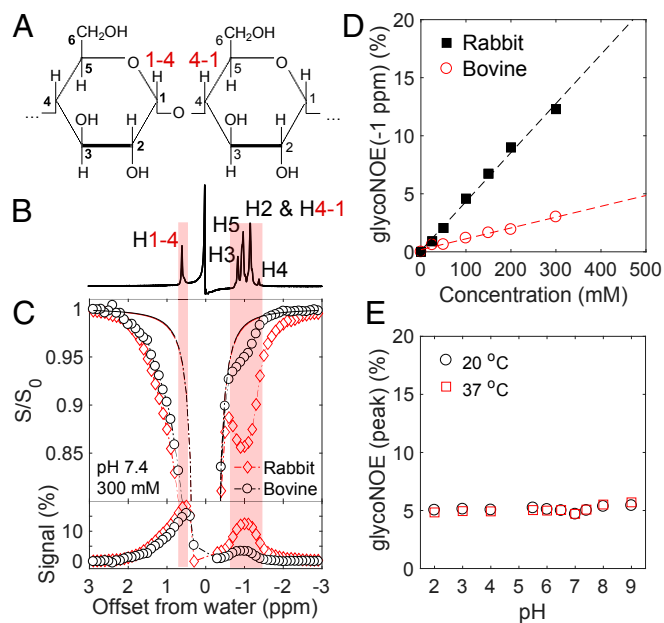 A
6
CH₂OH
5
H
O
1-4
H
4
H
1
OH
H
3
2
H
OH
O
...
6
CH₂OH
4-1
5
H
O
H
4
H
1
OH
H
3
2
H
OH
...
B
H1-4
H5
H3
H2 & H4-1
H4
C
1
0.95
0.9
0.85
S/S₀
pH 7.4
300 mM
Rabbit
Bovine
10
0
Signal (%)
3 2 1 0 -1 -2 -3
Offset from water (ppm)
D
20
15
10
5
0
glycoNOE(-1 ppm) (%)
Rabbit
Bovine
0 100 200 300 400 500
Concentration (mM)
E
20
15
10
5
0
glycoNOE (peak) (%)
20 °C
37 °C
2 3 4 5 6 7 8 9
pH